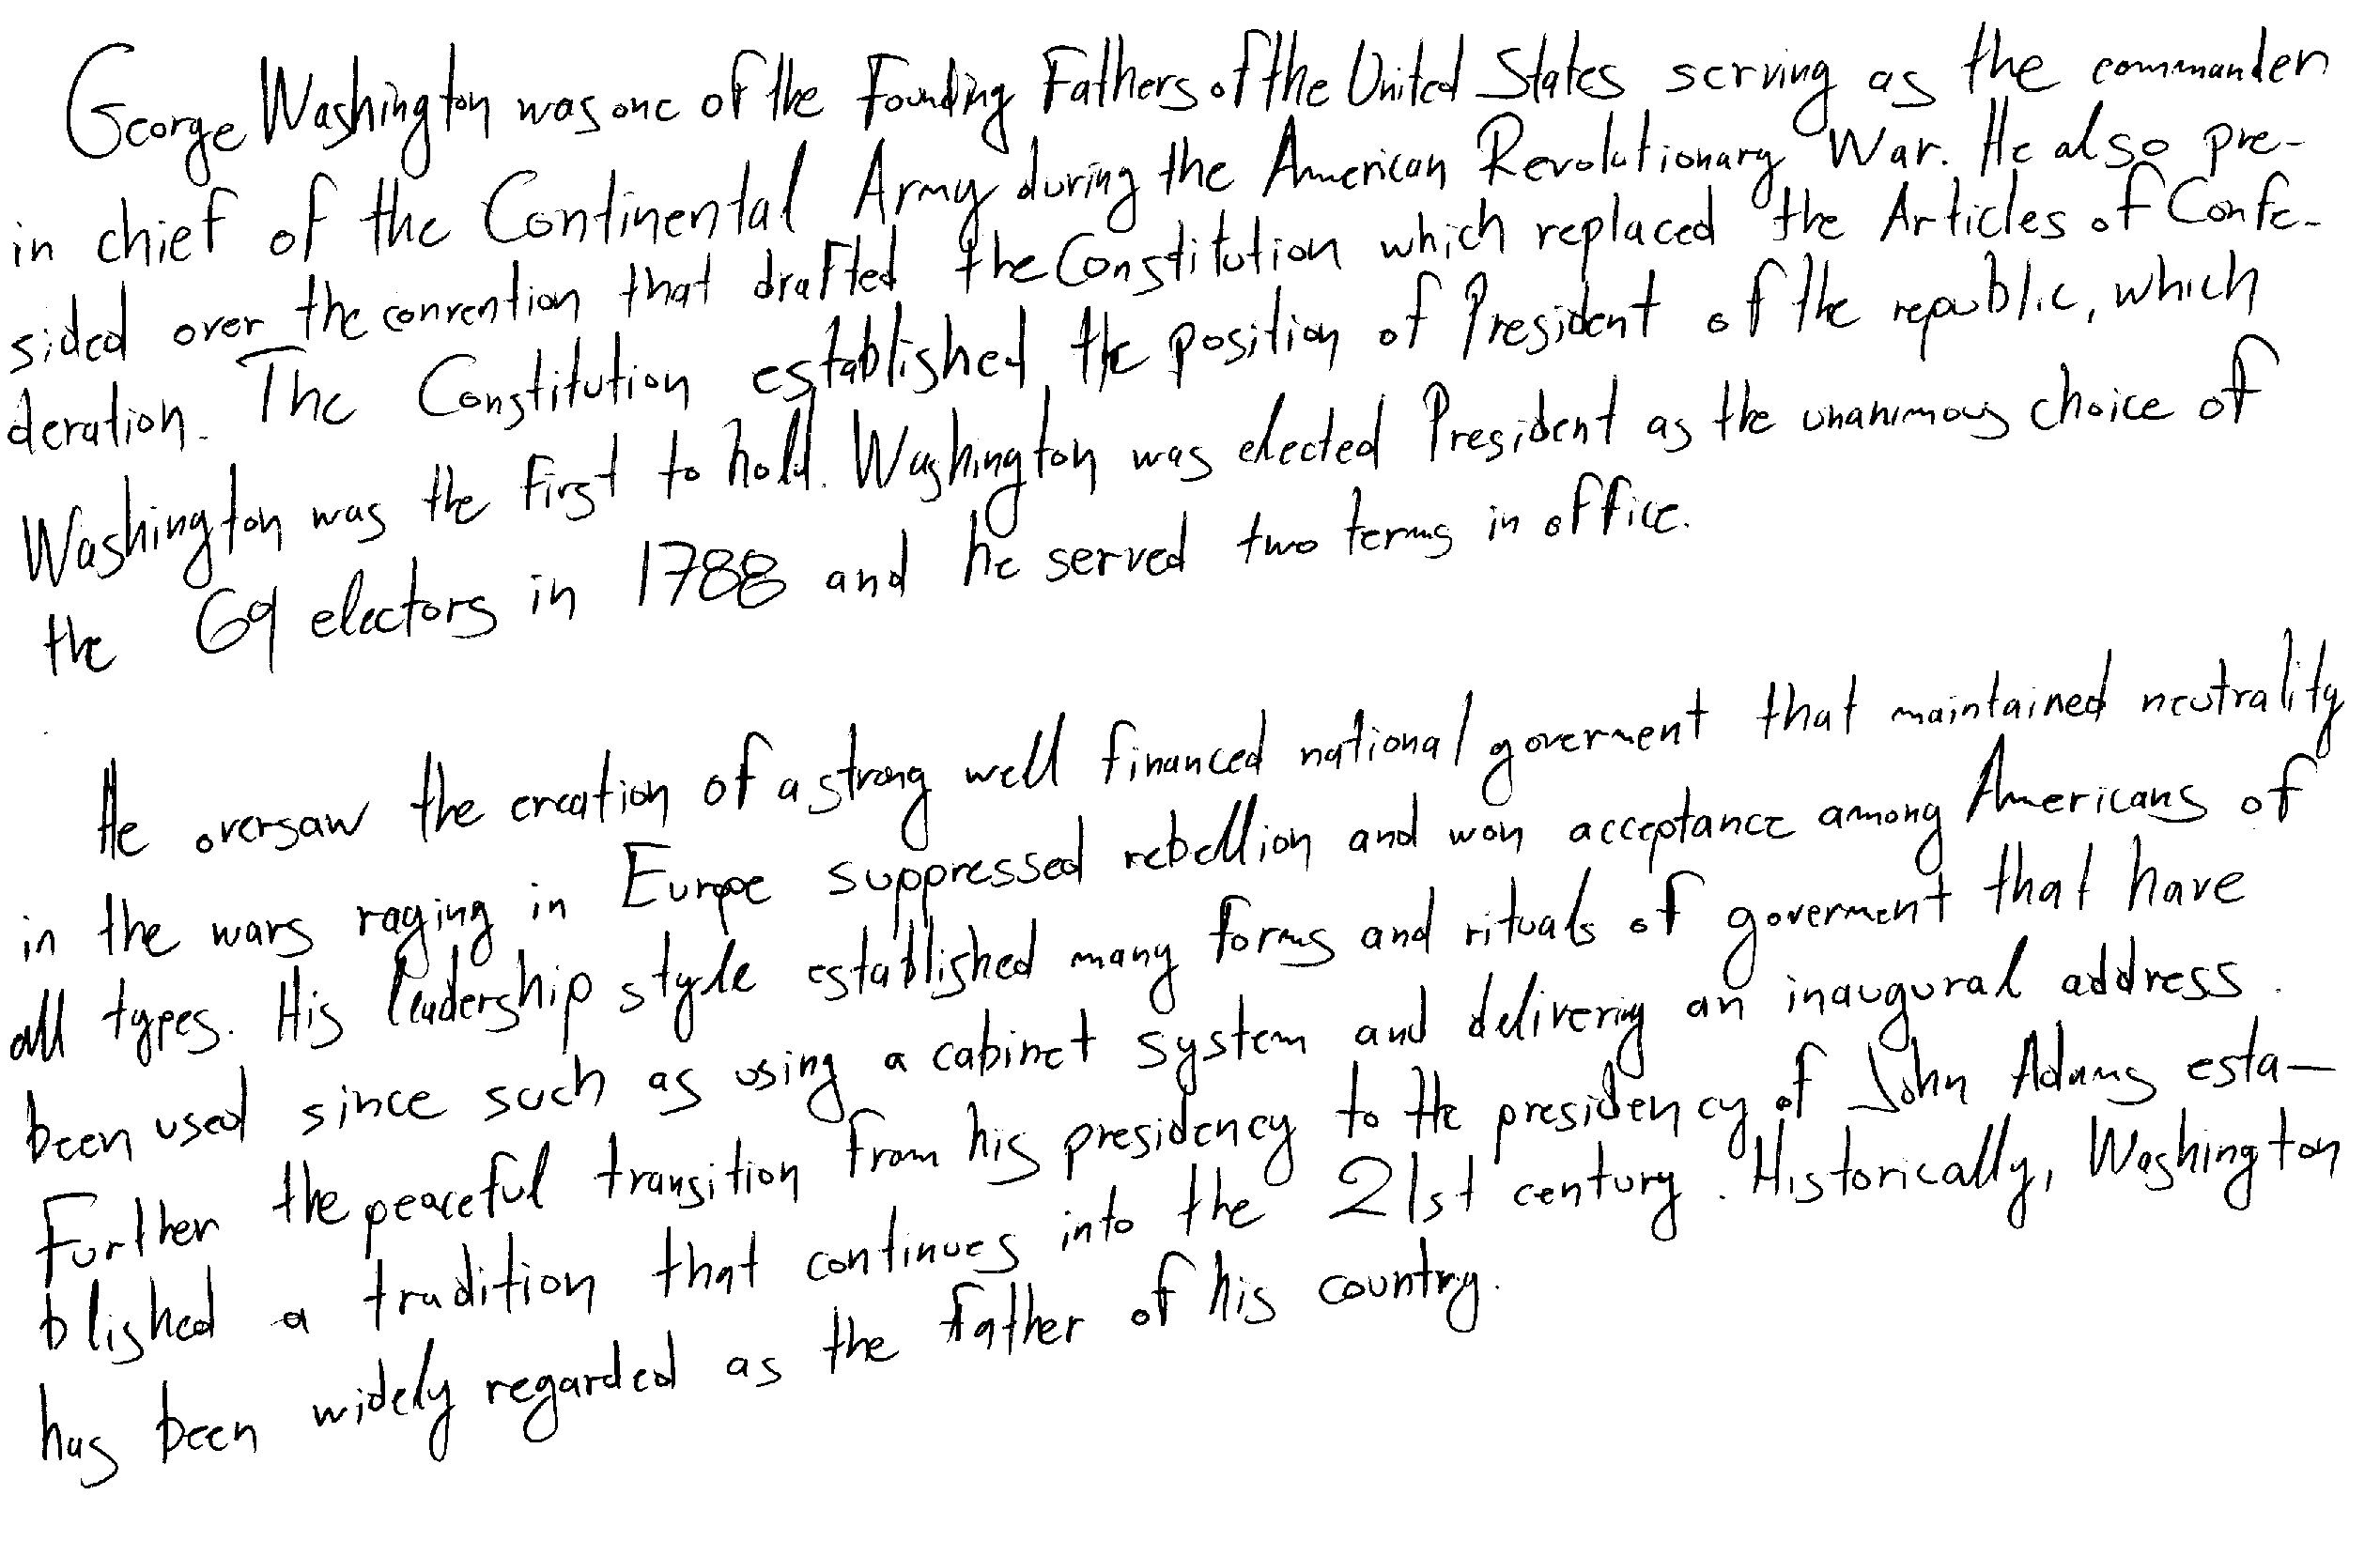 George Washington was one of the Founding Fathers of the United States serving as the commander
in chief of the Continental Army during the American Revolutionary War. He also pre-
sided over the convention that drafted the Constitution which replaced the Articles of Confe-
deration. The Constitution established the position of President of the republic, which
Washington was the first to hold. Washington was elected President as the unanimous choice of
the 69 electors in 1788 and he served two terms in office.
He oversaw the creation of a strong well financed national goverment that maintained neutrality
in the wars raging in Europe suppressed rebellion and won acceptance among Americans of
all types. His leadership style established many forms and rituals of goverment that have
been used since such as using a cabinet system and delivering an inaugural address.
Further the peaceful transition from his presidency to the presidency of John Adams esta-
blished a tradition that continues into the 21st century. Historically, Washington
has been widely regarded as the father of his country.